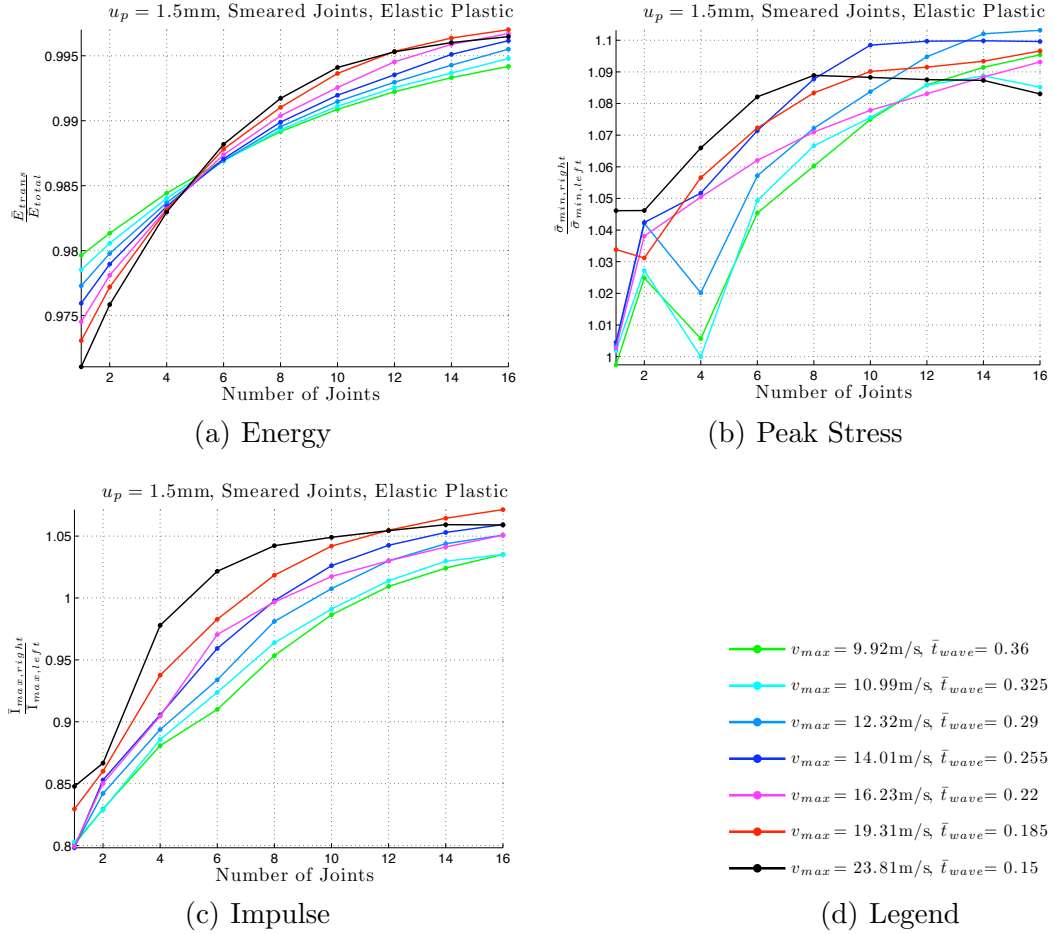 u_p = 1.5mm, Smeared Joints, Elastic Plastic
0.995
0.99
0.985
0.98
0.975
Ē_trans / Ē_total
2 4 6 8 10 12 14 16
Number of Joints
(a) Energy
u_p = 1.5mm, Smeared Joints, Elastic Plastic
1.1
1.09
1.08
1.07
1.06
1.05
1.04
1.03
1.02
1.01
1
σ̄_min,right / σ̄_min,left
2 4 6 8 10 12 14 16
Number of Joints
(b) Peak Stress
u_p = 1.5mm, Smeared Joints, Elastic Plastic
1.05
1
0.95
0.9
0.85
0.8
Ī_max,right / Ī_max,left
2 4 6 8 10 12 14 16
Number of Joints
(c) Impulse
v_max = 9.92m/s, t̄_wave = 0.36
v_max = 10.99m/s, t̄_wave = 0.325
v_max = 12.32m/s, t̄_wave = 0.29
v_max = 14.01m/s, t̄_wave = 0.255
v_max = 16.23m/s, t̄_wave = 0.22
v_max = 19.31m/s, t̄_wave = 0.185
v_max = 23.81m/s, t̄_wave = 0.15
(d) Legend